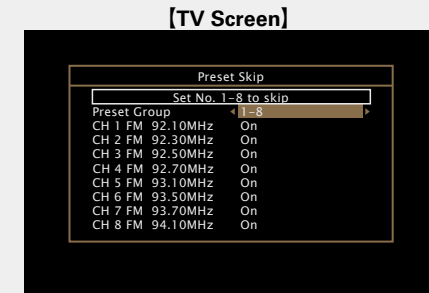 【TV Screen】
Preset Skip
Set No. 1–8 to skip
Preset Group 1–8
CH 1 FM 92.10MHz On
CH 2 FM 92.30MHz On
CH 3 FM 92.50MHz On
CH 4 FM 92.70MHz On
CH 5 FM 93.10MHz On
CH 6 FM 93.50MHz On
CH 7 FM 93.70MHz On
CH 8 FM 94.10MHz On